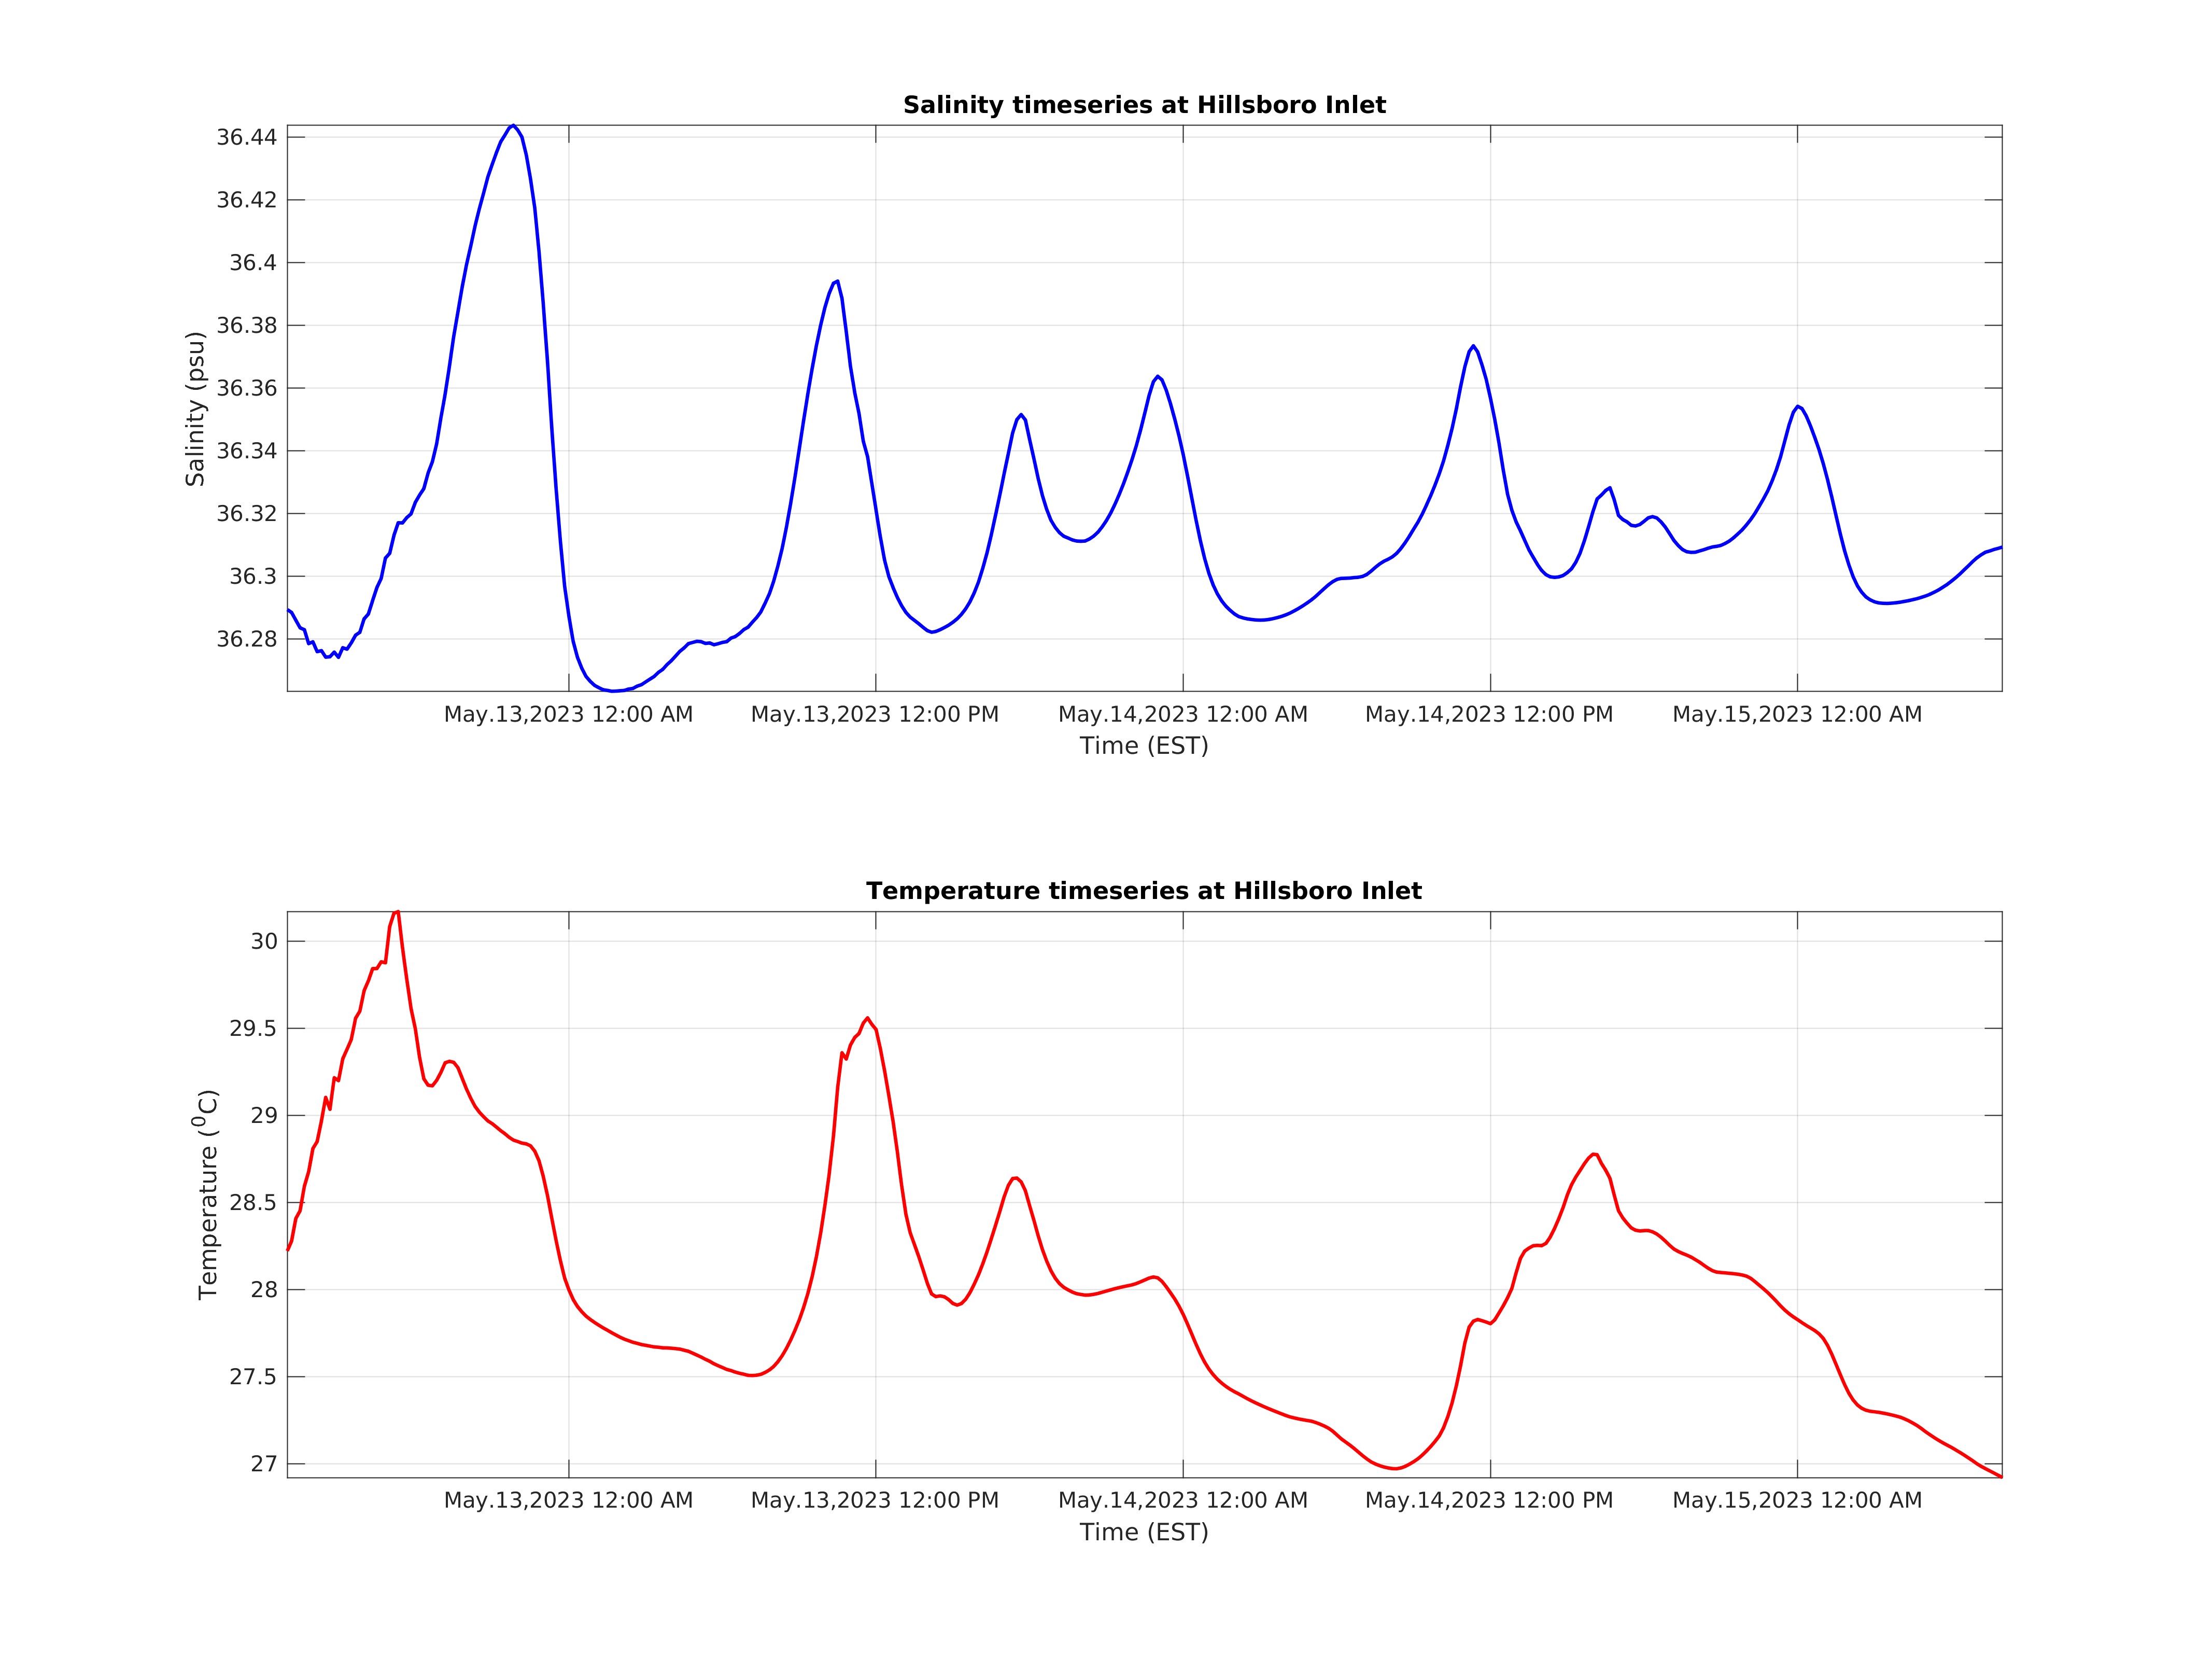 Salinity timeseries at Hillsboro Inlet
36.44
36.42
36.4
36.38
36.36
36.34
36.32
36.3
36.28
Salinity (psu)
May.13,2023 12:00 AM May.13,2023 12:00 PM May.14,2023 12:00 AM May.14,2023 12:00 PM May.15,2023 12:00 AM
Time (EST)
Temperature timeseries at Hillsboro Inlet
30
29.5
29
28.5
28
27.5
27
Temperature (⁰C)
May.13,2023 12:00 AM May.13,2023 12:00 PM May.14,2023 12:00 AM May.14,2023 12:00 PM May.15,2023 12:00 AM
Time (EST)